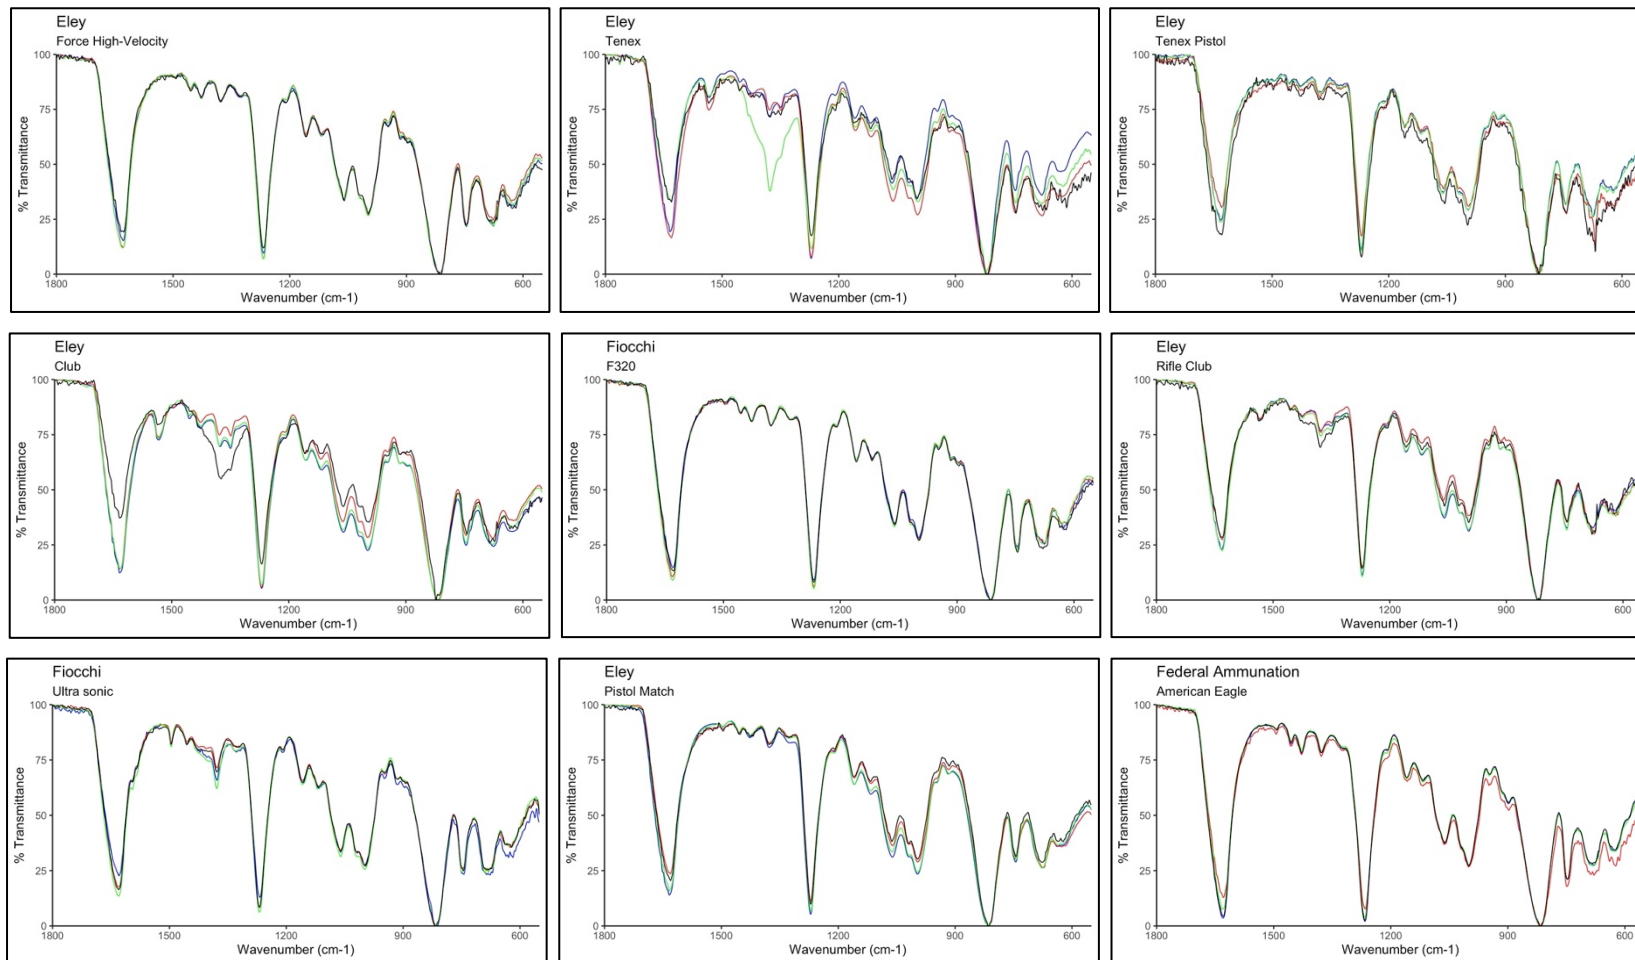 Eley
Force High-Velocity
100
75
50
25
0
% Transmittance
1800
1500
1200
900
600
Wavenumber (cm-1)
Eley
Tenex
100
75
50
25
0
% Transmittance
1800
1500
1200
900
600
Wavenumber (cm-1)
Eley
Tenex Pistol
100
75
50
25
0
% Transmittance
1800
1500
1200
900
600
Wavenumber (cm-1)
Eley
Club
100
75
50
25
0
% Transmittance
1800
1500
1200
900
600
Wavenumber (cm-1)
Fiocchi
F320
100
75
50
25
0
% Transmittance
1800
1500
1200
900
600
Wavenumber (cm-1)
Eley
Rifle Club
100
75
50
25
0
% Transmittance
1800
1500
1200
900
600
Wavenumber (cm-1)
Fiocchi
Ultra sonic
100
75
50
25
0
% Transmittance
1800
1500
1200
900
600
Wavenumber (cm-1)
Eley
Pistol Match
100
75
50
25
0
% Transmittance
1800
1500
1200
900
600
Wavenumber (cm-1)
Federal Ammunation
American Eagle
100
75
50
25
0
% Transmittance
1800
1500
1200
900
600
Wavenumber (cm-1)